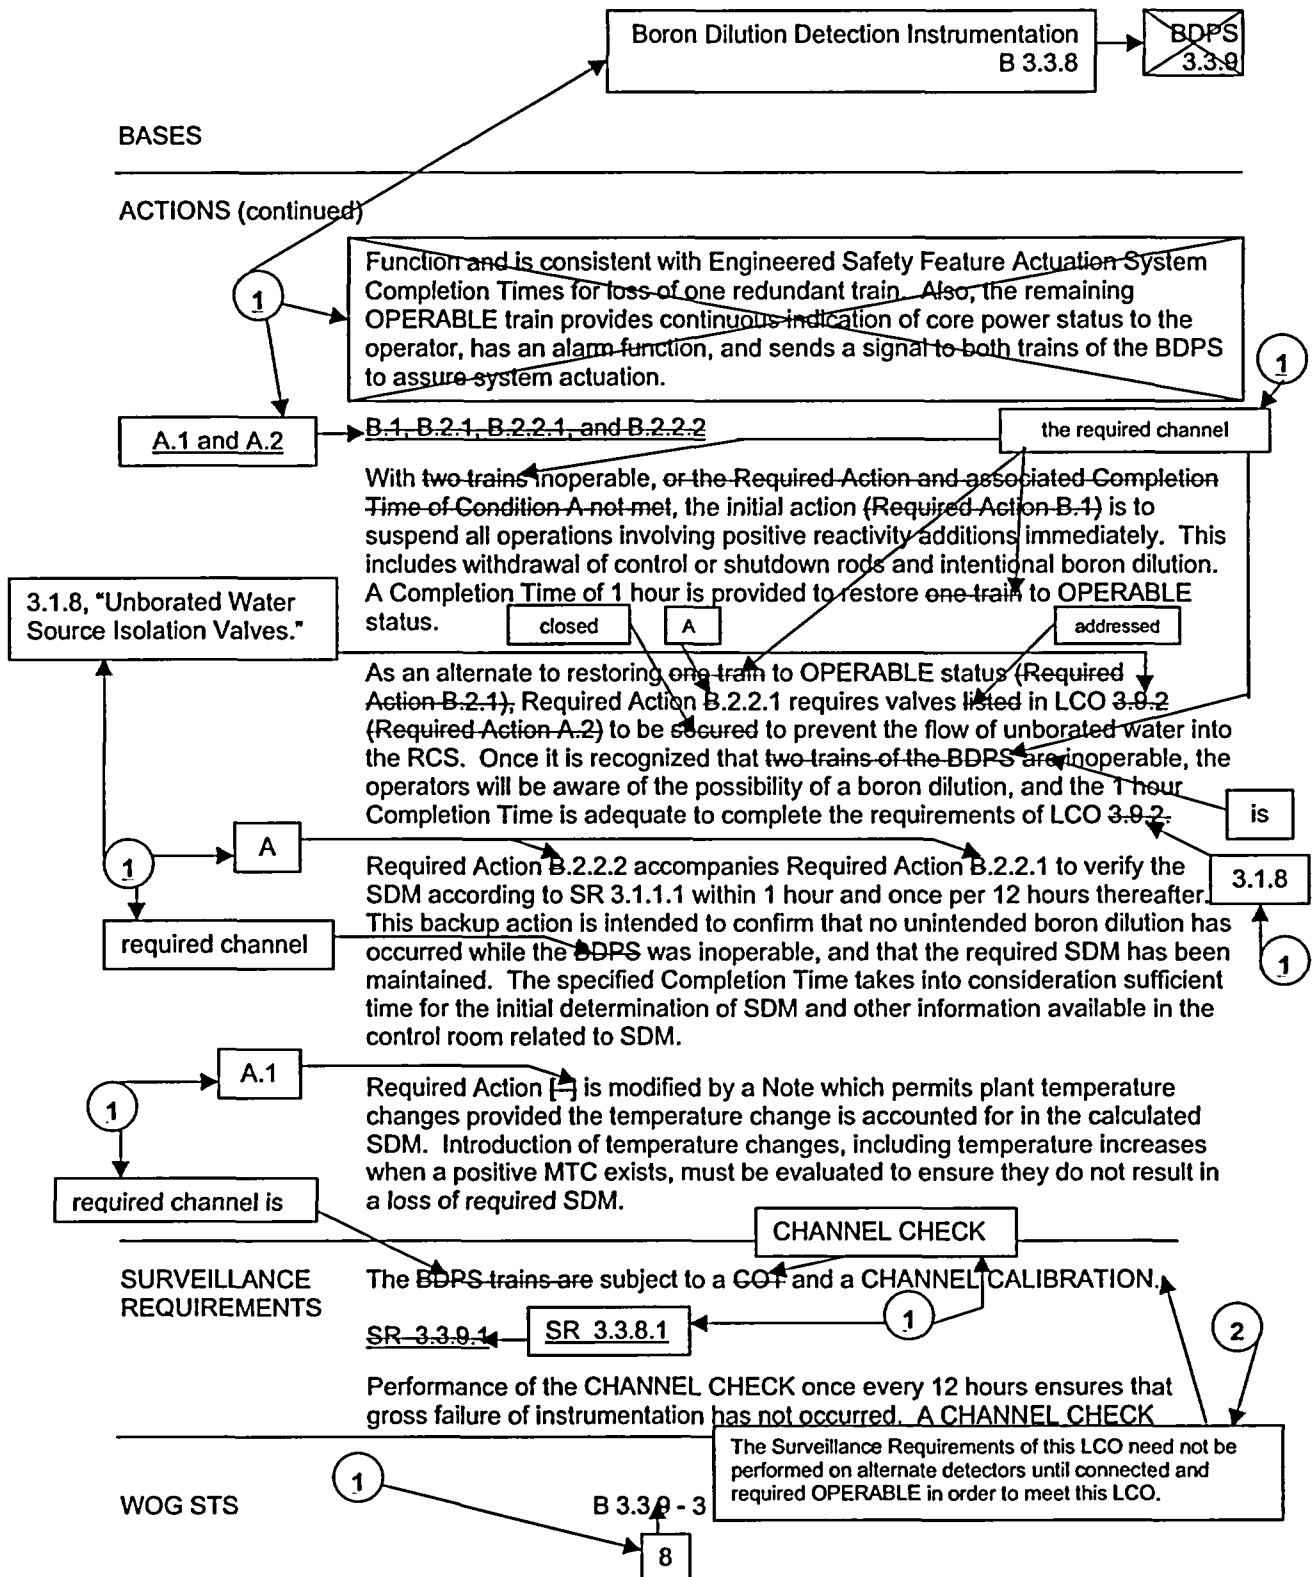 Boron Dilution Detection Instrumentation
B 3.3.8
BDPS
3.3.9
BASES
ACTIONS (continued)
1
Function and is consistent with Engineered Safety Feature Actuation System
Completion Times for loss of one redundant train. Also, the remaining
OPERABLE train provides continuous indication of core power status to the
operator, has an alarm function, and sends a signal to both trains of the BDPS
to assure system actuation.
1
A.1 and A.2
B.1, B.2.1, B.2.2.1, and B.2.2.2
the required channel
With two trains inoperable, or the Required Action and associated Completion
Time of Condition A not met, the initial action (Required Action B.1) is to
suspend all operations involving positive reactivity additions immediately. This
includes withdrawal of control or shutdown rods and intentional boron dilution.
A Completion Time of 1 hour is provided to restore one train to OPERABLE
status.
3.1.8, "Unborated Water
Source Isolation Valves."
closed
A
addressed
As an alternate to restoring one train to OPERABLE status (Required
Action B.2.1), Required Action B.2.2.1 requires valves listed in LCO 3.9.2
(Required Action A.2) to be secured to prevent the flow of unborated water into
the RCS. Once it is recognized that two trains of the BDPS are inoperable, the
operators will be aware of the possibility of a boron dilution, and the 1 hour
Completion Time is adequate to complete the requirements of LCO 3.9.2.
is
A
1
Required Action B.2.2.2 accompanies Required Action B.2.2.1 to verify the
SDM according to SR 3.1.1.1 within 1 hour and once per 12 hours thereafter.
This backup action is intended to confirm that no unintended boron dilution has
occurred while the BDPS was inoperable, and that the required SDM has been
maintained. The specified Completion Time takes into consideration sufficient
time for the initial determination of SDM and other information available in the
control room related to SDM.
3.1.8
required channel
1
A.1
1
Required Action [-] is modified by a Note which permits plant temperature
changes provided the temperature change is accounted for in the calculated
SDM. Introduction of temperature changes, including temperature increases
when a positive MTC exists, must be evaluated to ensure they do not result in
a loss of required SDM.
required channel is
CHANNEL CHECK
SURVEILLANCE
REQUIREMENTS
The BDPS trains are subject to a COT and a CHANNEL CALIBRATION.
SR 3.3.9.1
SR 3.3.8.1
1
2
Performance of the CHANNEL CHECK once every 12 hours ensures that
gross failure of instrumentation has not occurred. A CHANNEL CHECK
The Surveillance Requirements of this LCO need not be
performed on alternate detectors until connected and
required OPERABLE in order to meet this LCO.
1
WOG STS
B 3.3.9 - 3
8